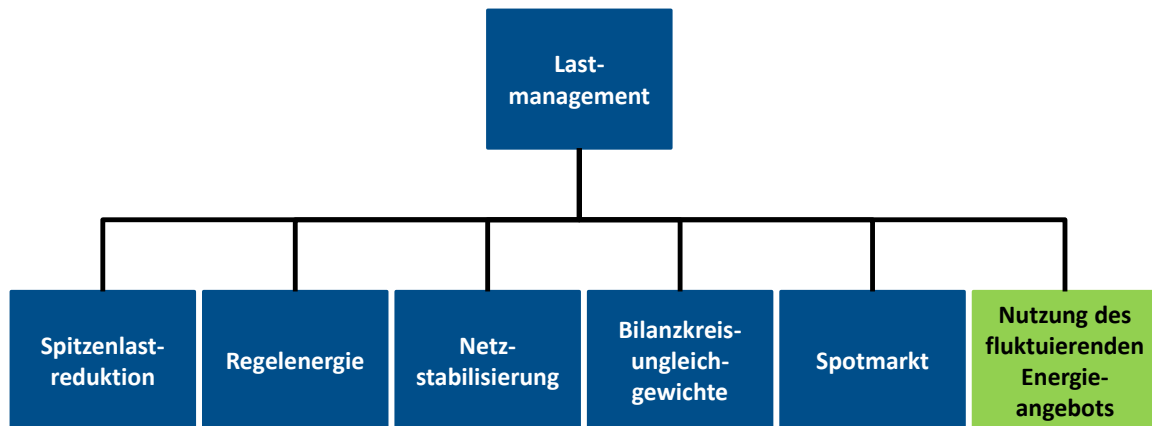 Last-
management
Spitzenlast-
reduktion
Regelenergie
Netz-
stabilisierung
Bilanzkreis-
ungleich-
gewichte
Spotmarkt
Nutzung des
fluktuierenden
Energie-
angebots